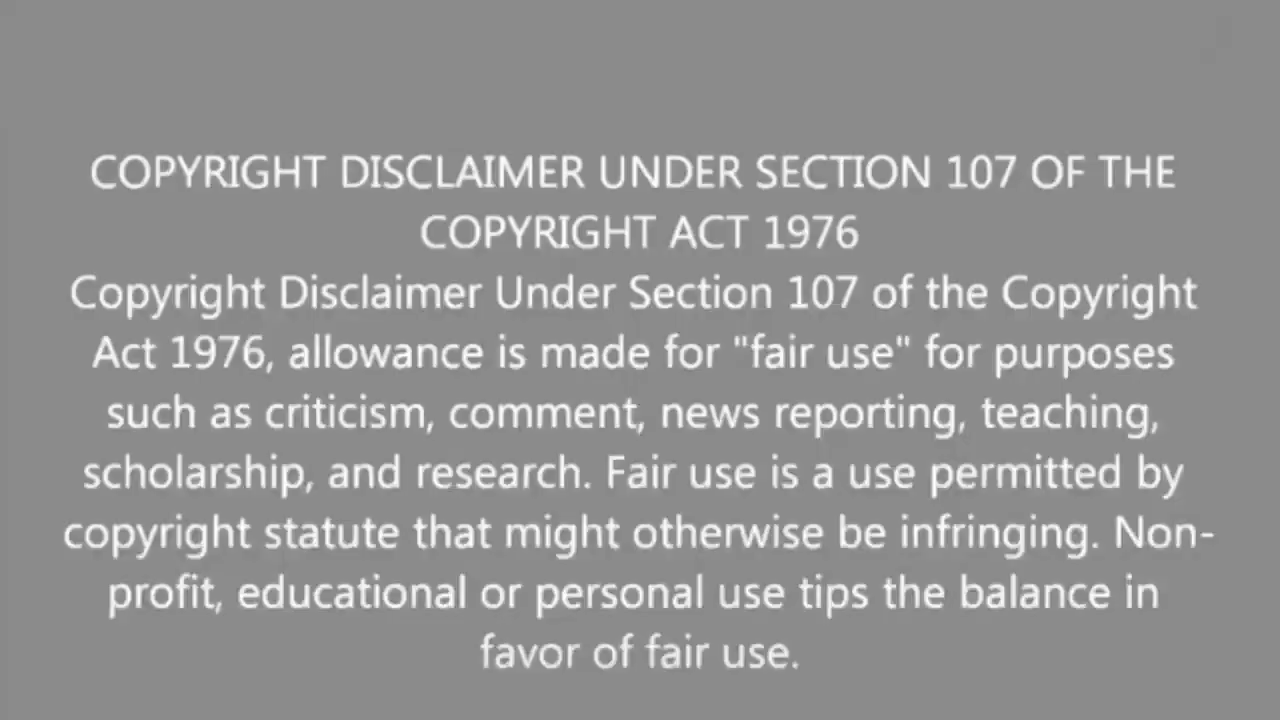 COPYRIGHT DISCLAIMER UNDER SECTION 107 OF THE
COPYRIGHT ACT 1976
Copyright Disclaimer Under Section 107 of the Copyright
Act 1976, allowance is made for "fair use" for purposes
such as criticism, comment, news reporting, teaching,
scholarship, and research. Fair use is a use permitted by
copyright statute that might otherwise be infringing. Non-
profit, educational or personal use tips the balance in
favor of fair use.